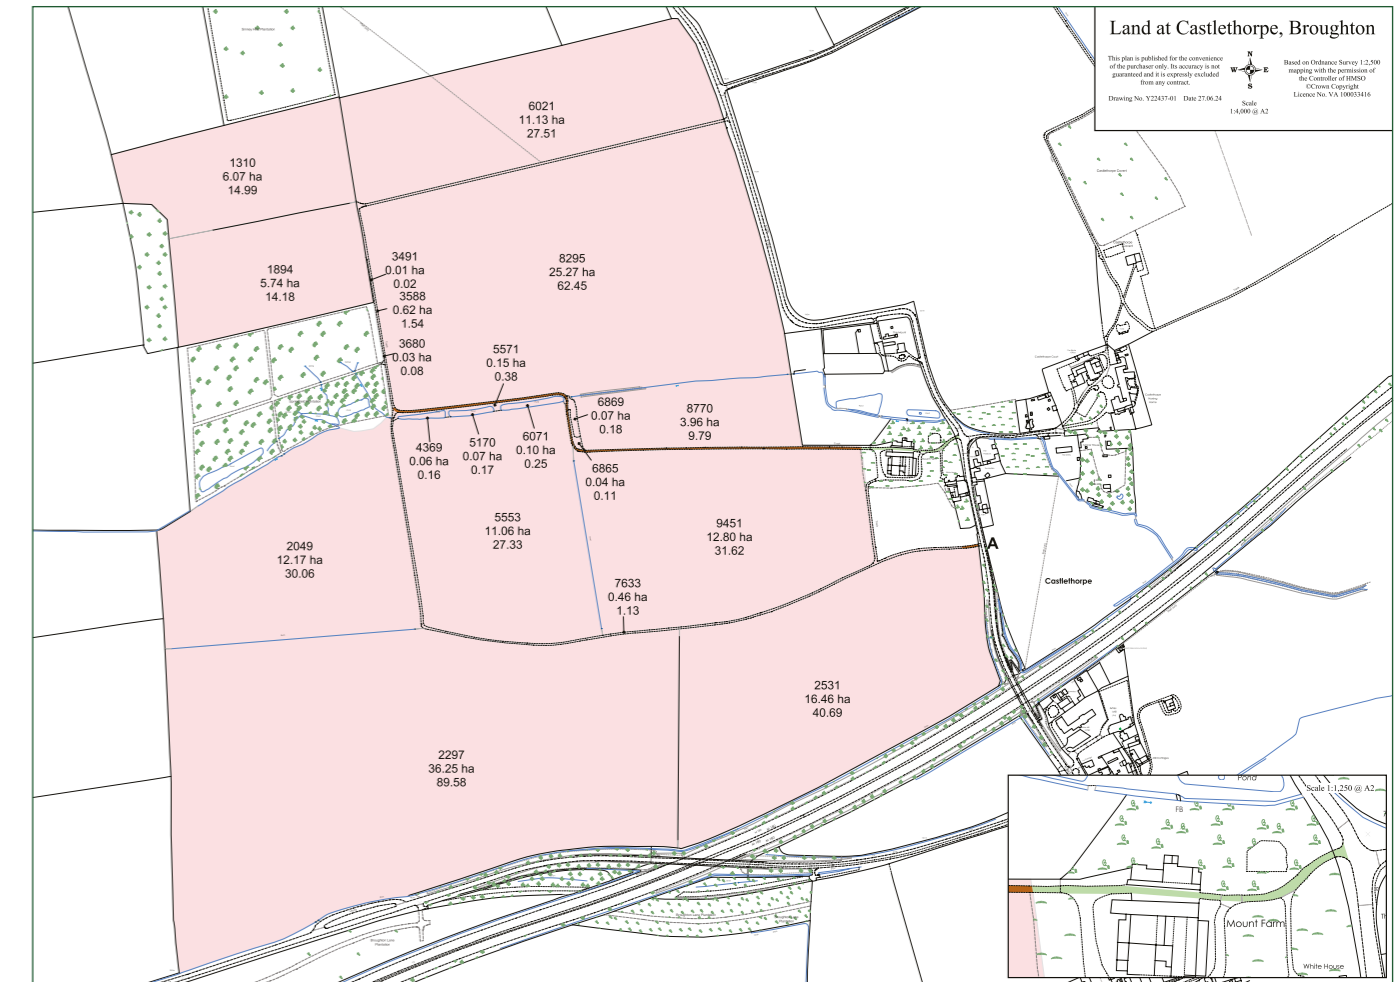 Land at Castlethorpe, Broughton
This plan is published for the convenience
of the purchaser only. Its accuracy is not
guaranteed and it is expressly excluded
from any contract.
Drawing No. Y22437-01 Date 27.06.24
N
W E
S
Scale
1:4,000 @ A2
Based on Ordnance Survey 1:2,500
mapping with the permission of
the Controller of HMSO
©Crown Copyright
Licence No. VA 100033416
6021
11.13 ha
27.51
1310
6.07 ha
14.99
1894
5.74 ha
14.18
3491
0.01 ha
0.02
3588
0.62 ha
1.54
3680
0.03 ha
0.08
8295
25.27 ha
62.45
5571
0.15 ha
0.38
6869
0.07 ha
0.18
8770
3.96 ha
9.79
4369
0.06 ha
0.16
5170
0.07 ha
0.17
6071
0.10 ha
0.25
6865
0.04 ha
0.11
5553
11.06 ha
27.33
9451
12.80 ha
31.62
2049
12.17 ha
30.06
7633
0.46 ha
1.13
A
Castlethorpe
2531
16.46 ha
40.69
2297
36.25 ha
89.58
Broughton Lane
Plantation
Pond
Scale 1:1,250 @ A2
FB
Mount Farm
White House